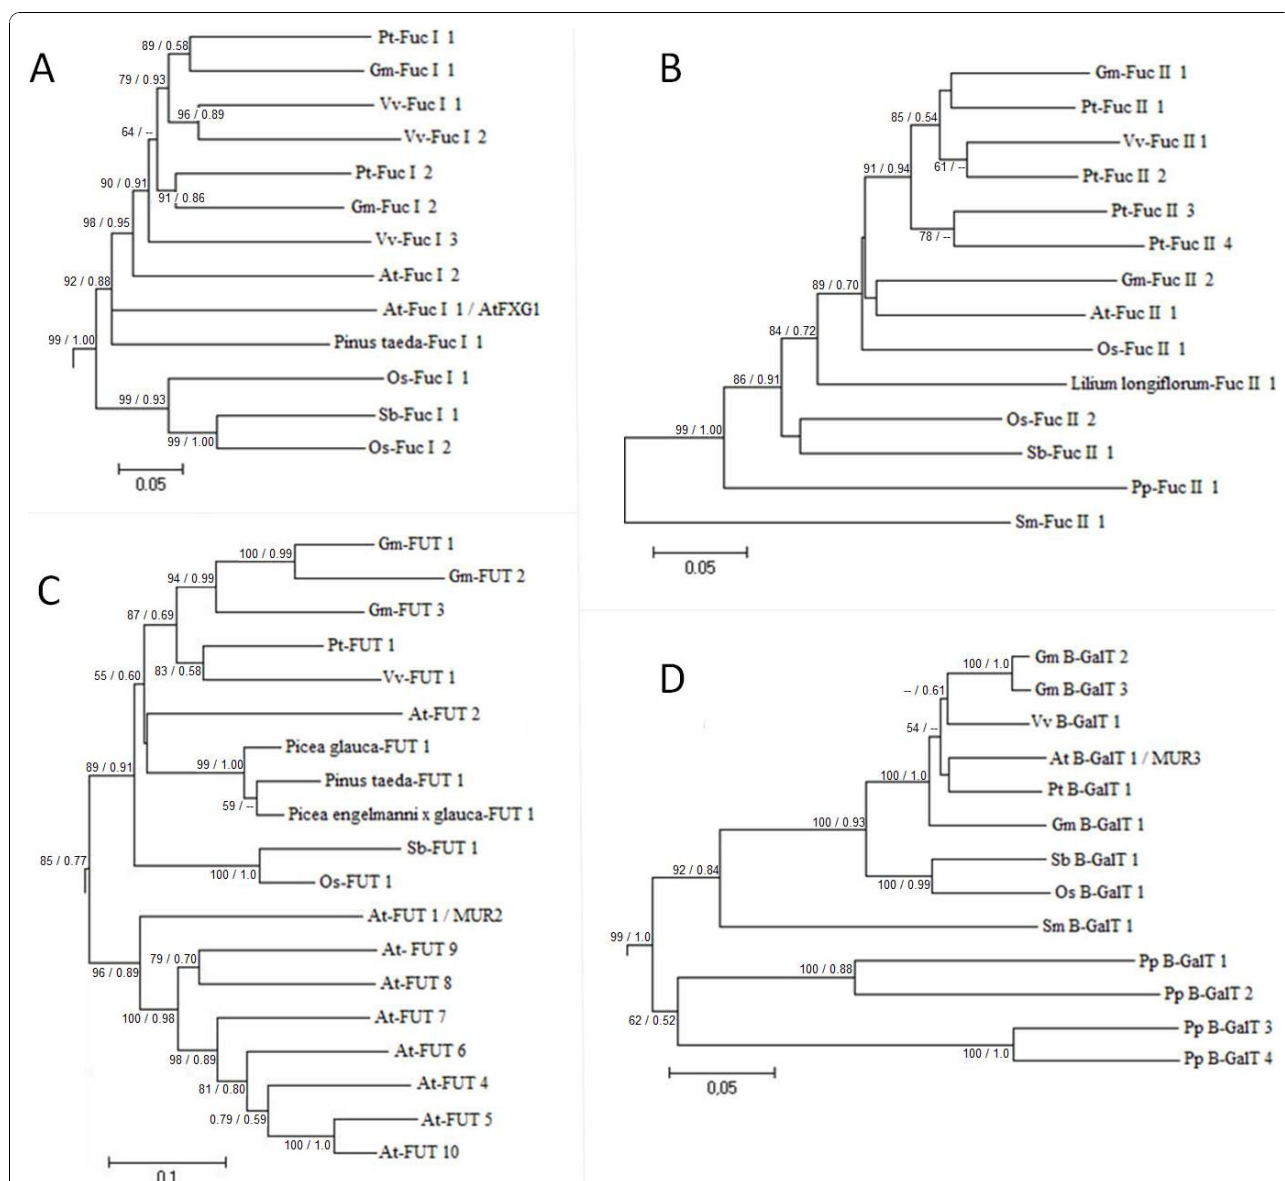 A
89 / 0.58
Pt-Fuc I 1
Gm-Fuc I 1
79 / 0.93
Vv-Fuc I 1
96 / 0.89
Vv-Fuc I 2
64 / --
Pt-Fuc I 2
90 / 0.91
91 / 0.86
Gm-Fuc I 2
98 / 0.95
Vv-Fuc I 3
At-Fuc I 2
92 / 0.88
At-Fuc I 1 / AtFXG1
99 / 1.00
Pinus taeda-Fuc I 1
Os-Fuc I 1
99 / 0.93
Sb-Fuc I 1
99 / 1.00
Os-Fuc I 2
0.05
B
Gm-Fuc II 1
Pt-Fuc II 1
85 / 0.54
Vv-Fuc II 1
61 / --
91 / 0.94
Pt-Fuc II 2
Pt-Fuc II 3
78 / --
Pt-Fuc II 4
Gm-Fuc II 2
89 / 0.70
At-Fuc II 1
84 / 0.72
Os-Fuc II 1
86 / 0.91
Lilium longiflorum-Fuc II 1
Os-Fuc II 2
99 / 1.00
Sb-Fuc II 1
Pp-Fuc II 1
Sm-Fuc II 1
0.05
C
Gm-FUT 1
100 / 0.99
Gm-FUT 2
94 / 0.99
Gm-FUT 3
87 / 0.69
Pt-FUT 1
83 / 0.58
55 / 0.60
Vv-FUT 1
At-FUT 2
Picea glauca-FUT 1
99 / 1.00
89 / 0.91
Pinus taeda-FUT 1
59 / --
Picea engelmanni x glauca-FUT 1
Sb-FUT 1
85 / 0.77
100 / 1.0
Os-FUT 1
At-FUT 1 / MUR2
At- FUT 9
79 / 0.70
96 / 0.89
At-FUT 8
100 / 0.98
At-FUT 7
98 / 0.89
At-FUT 6
81 / 0.80
At-FUT 4
0.79 / 0.59
At-FUT 5
100 / 1.0
At-FUT 10
0.1
D
Gm B-GalT 2
100 / 1.0
Gm B-GalT 3
-- / 0.61
Vv B-GalT 1
54 / --
At B-GalT 1 / MUR3
100 / 1.0
Pt B-GalT 1
100 / 0.93
Gm B-GalT 1
Sb B-GalT 1
92 / 0.84
100 / 0.99
Os B-GalT 1
Sm B-GalT 1
99 / 1.0
Pp B-GalT 1
100 / 0.88
Pp B-GalT 2
62 / 0.52
Pp B-GalT 3
100 / 1.0
Pp B-GalT 4
0,05